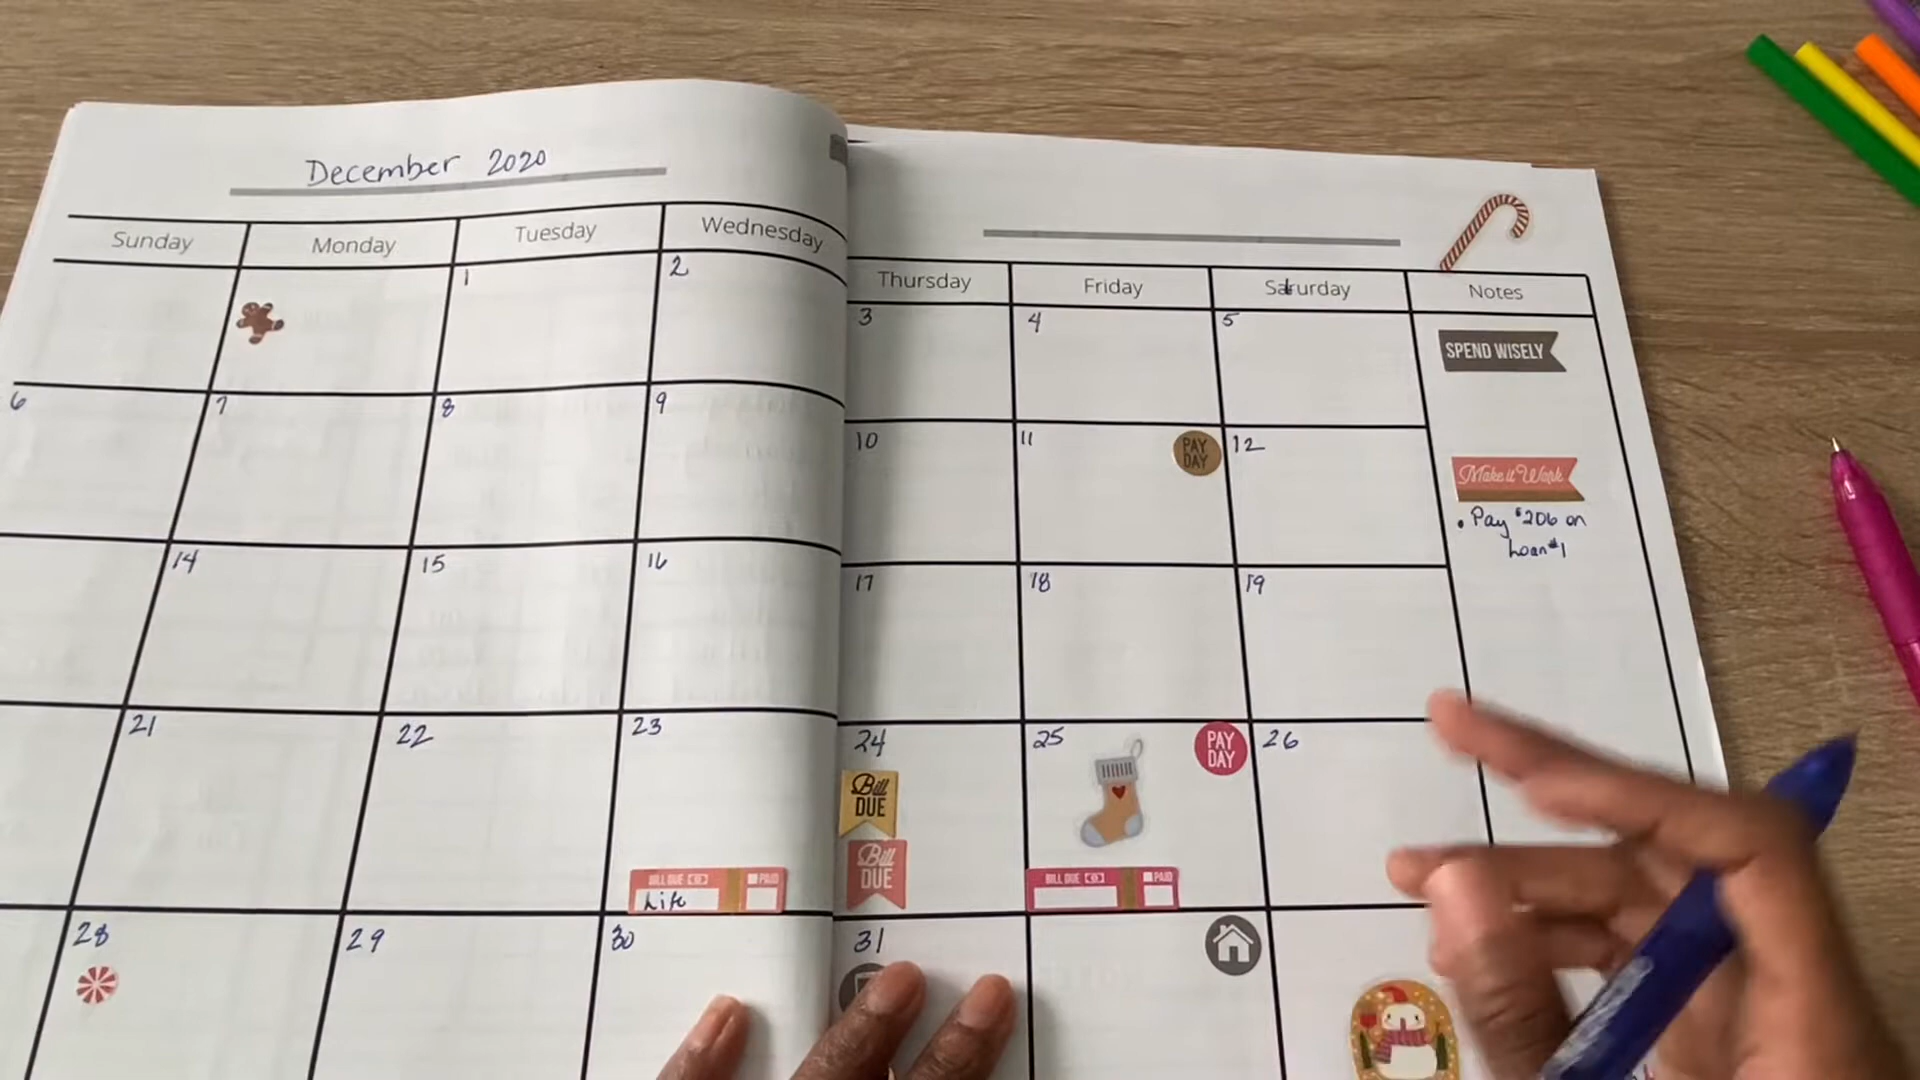 December 2020
Sunday Monday Tuesday Wednesday Thursday Friday Saturday Notes
1 2 3 4 5
SPEND WISELY
6 7 8 9 10 11 12
PAY
DAY
Make it Work
• Pay $206 on
Loan #1
14 15 16 17 18 19
21 22 23 24 25 26
PAY
DAY
Bill
DUE
Bill
DUE
BILL DUE PAID
Life
BILL DUE PAID
28 29 30 31